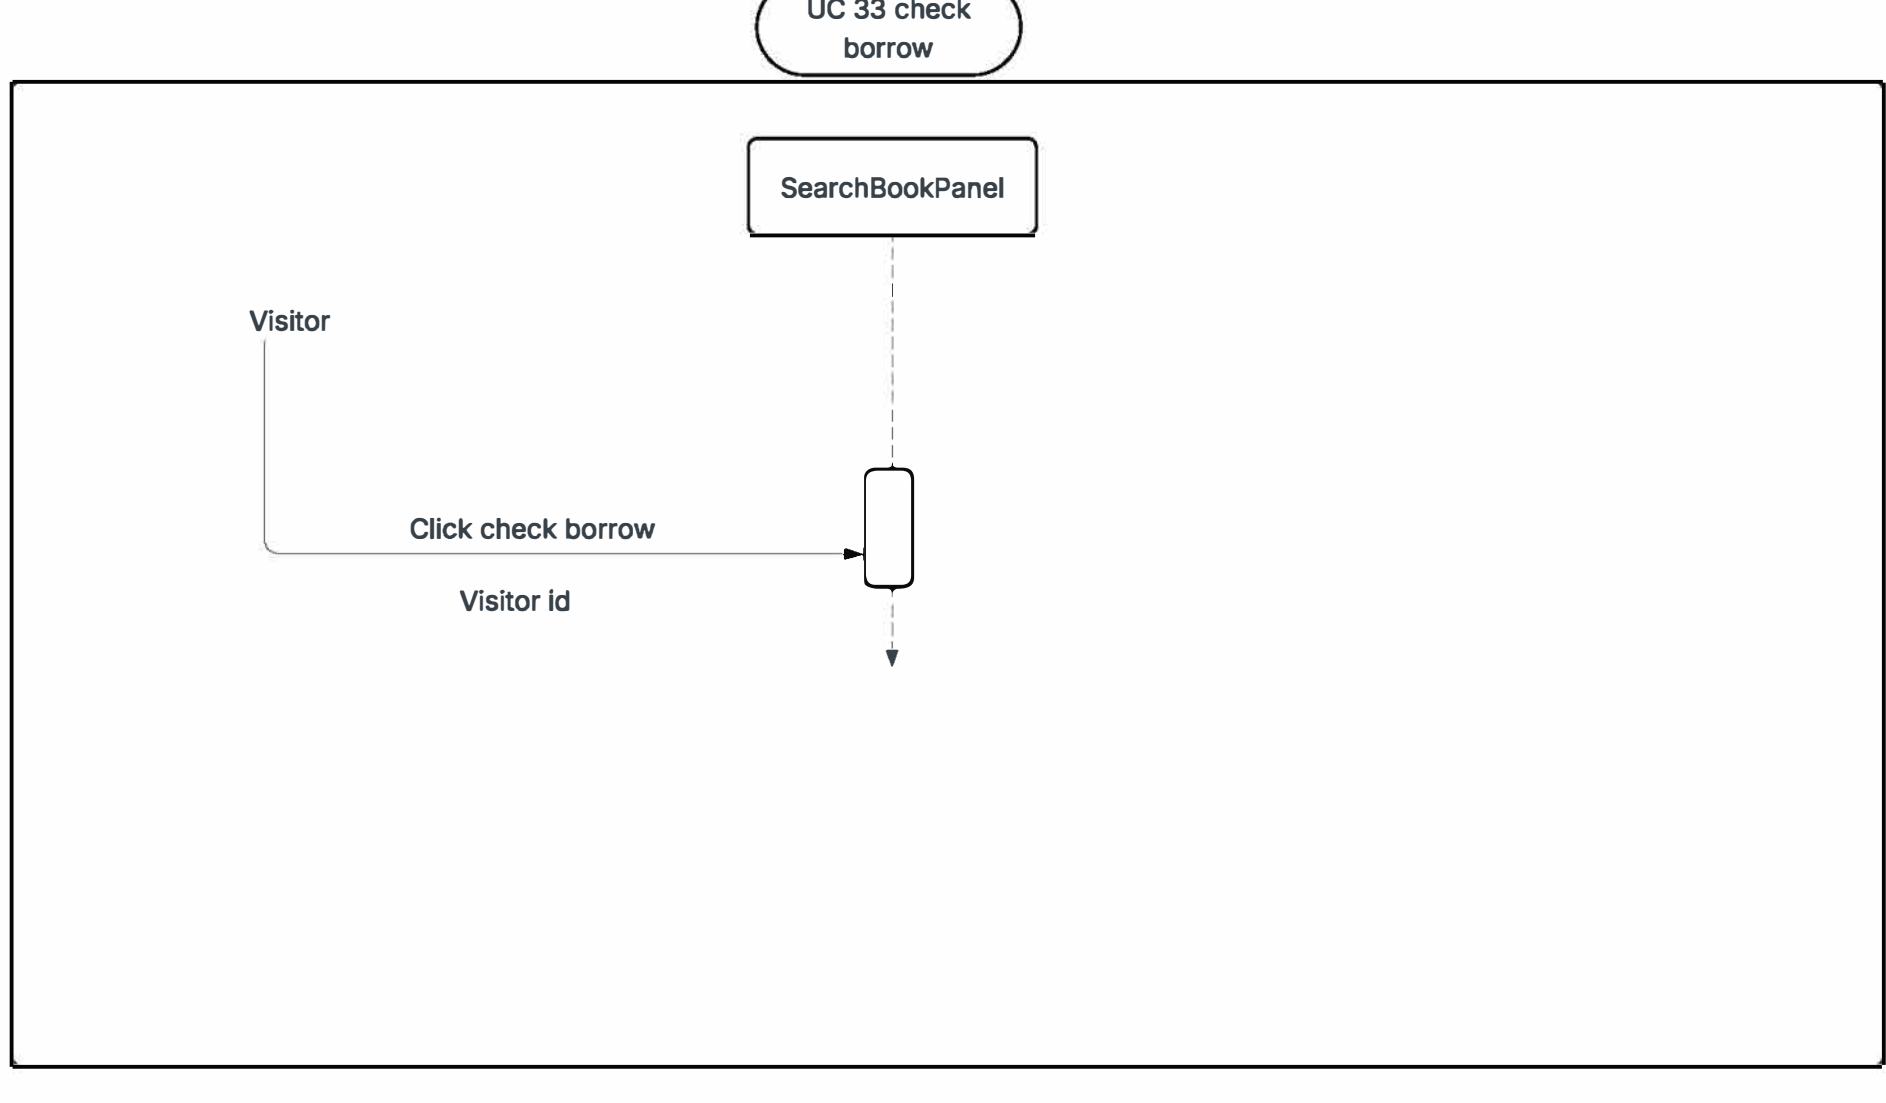 UC 33 check
borrow
SearchBookPanel
Visitor
Click check borrow
Visitor id